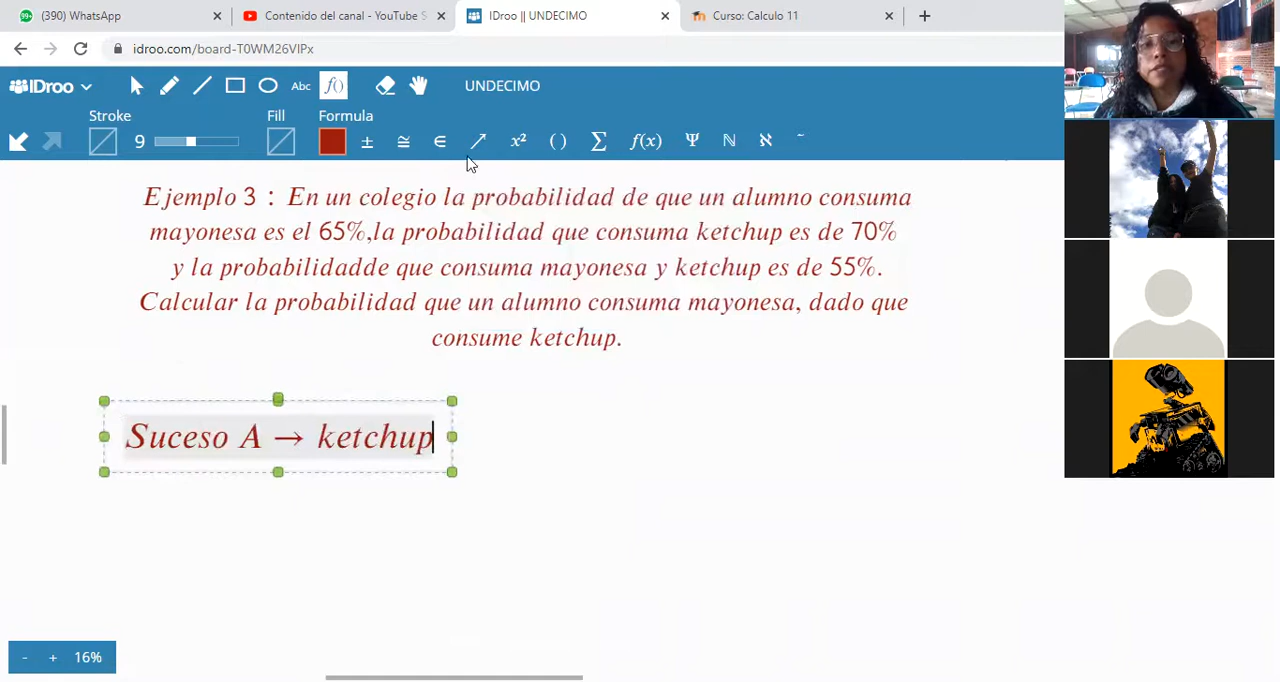 (390) WhatsApp
Contenido del canal - YouTube S
IDroo || UNDECIMO
Curso: Calculo 11
idroo.com/board-T0WM26VIPx
IDroo
Abc
f()
UNDECIMO
Stroke
Fill
Formula
9
± ≅ ∈ x² ( ) ∑ f(x) Ψ ℕ ℵ
Ejemplo 3 : En un colegio la probabilidad de que un alumno consuma
mayonesa es el 65%,la probabilidad que consuma ketchup es de 70%
y la probabilidadde que consuma mayonesa y ketchup es de 55%.
Calcular la probabilidad que un alumno consuma mayonesa, dado que
consume ketchup.
Suceso A → ketchup
- + 16%